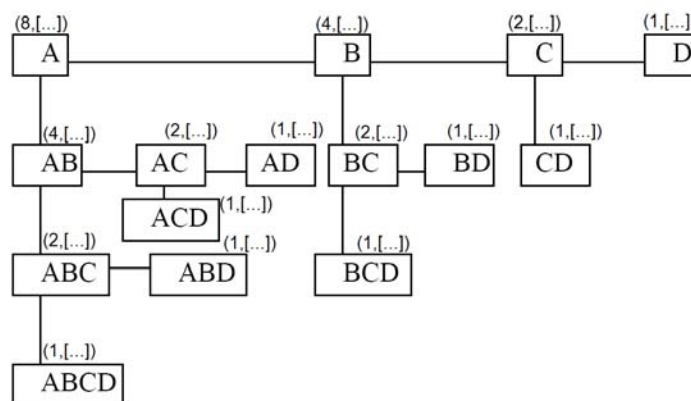 (8,[...]) (4,[...]) (2,[...]) (1,[...]
A B C D
(4,[...]) (2,[...]) (1,[...]) (2,[...]) (1,[...]) (1,[...])
AB AC AD BC BD CD
(1,[...])
ACD
(2,[...]) (1,[...]) (1,[...])
ABC ABD BCD
(1,[...])
ABCD